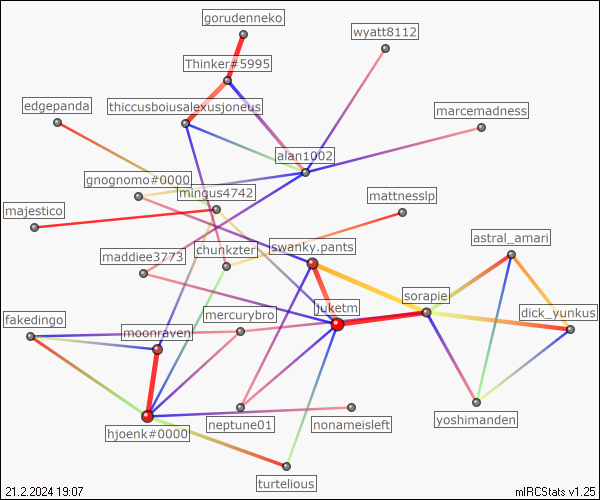 gorudenneko
wyatt8112
Thinker#5995
edgepanda
thiccusboiusalexusjoneus
marcemadness
alan1002
gnognomo#0000
mingus4742
mattnesslp
majestico
astral_amari
swanky.pants
chunkzter
maddiee3773
sorapie
juketm
mercurybro
dick_yunkus
fakedingo
moonraven
yoshimanden
neptune01
nonameisleft
hjoenk#0000
turtelious
21.2.2024 19:07
mIRCStats v1.25